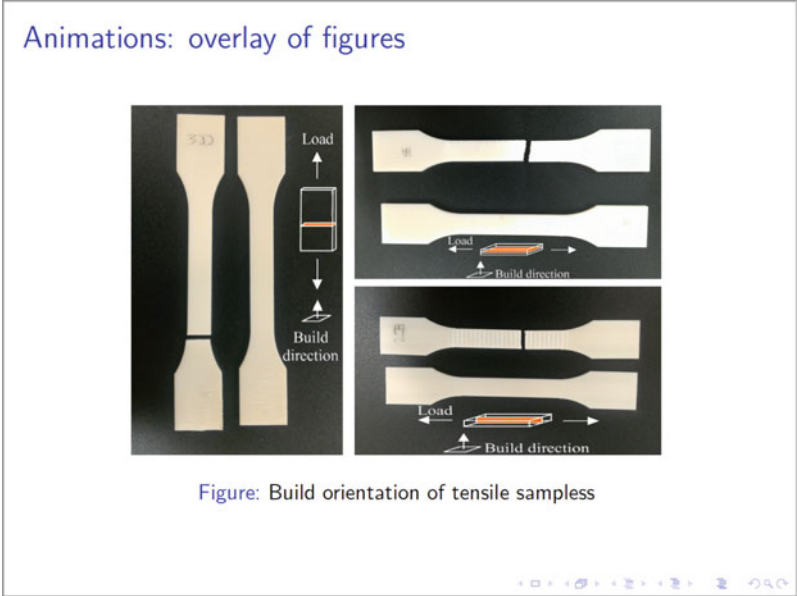 Animations: overlay of figures
Load
Build
direction
Load
Build direction
Load
Build direction
Figure: Build orientation of tensile sampless